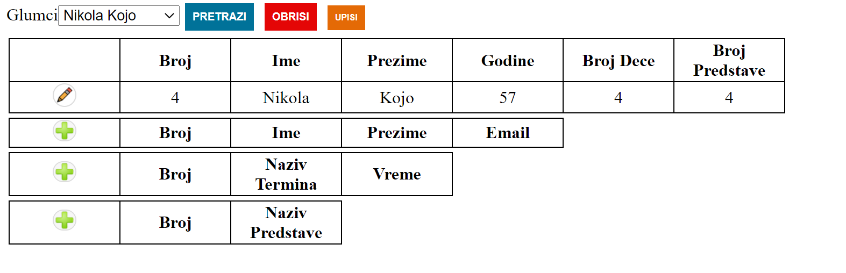 Glumci Nikola Kojo PRETRAZI OBRISI UPISI
Broj Ime Prezime Godine Broj Dece Broj Predstave
4 Nikola Kojo 57 4 4
Broj Ime Prezime Email
Broj Naziv Termina Vreme
Broj Naziv Predstave